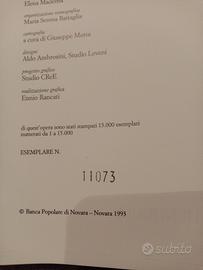 Elena Maderna
organizzazione iconografica
Maria Serena Battaglia
cartografia
a cura di Giuseppe Motta
disegni
Aldo Ambrosini, Studio Levoni
progetto grafico
Studio CReE
realizzazione grafica
Ennio Rancati
di quest'opera sono stati stampati 15.000 esemplari
numerati da 1 a 15.000
ESEMPLARE N.
11073
© Banca Popolare di Novara – Novara 1993
subito